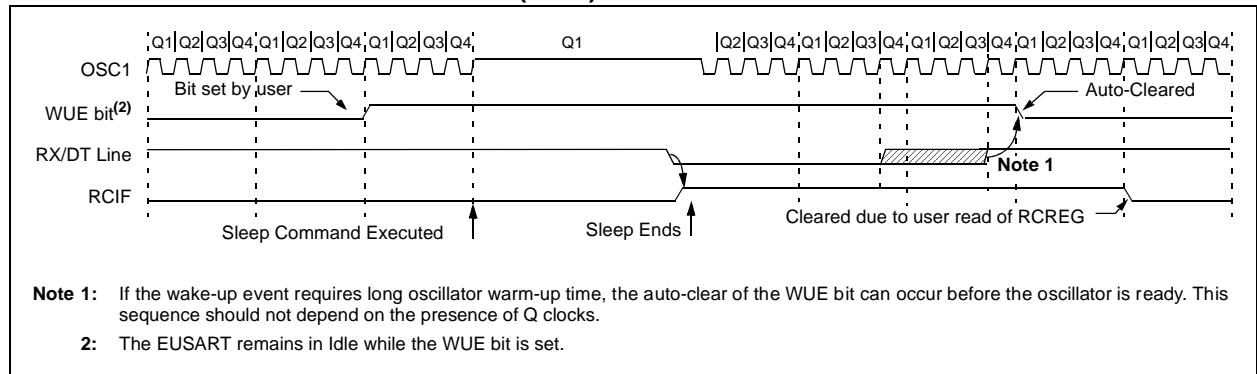 Q1 Q2 Q3 Q4 Q1 Q2 Q3 Q4 Q1 Q2 Q3 Q4 Q1 Q2 Q3 Q4 Q1 Q2 Q3 Q4 Q1 Q2 Q3 Q4 Q1 Q2 Q3 Q4 Q1 Q2 Q3 Q4
OSC1
Bit set by user
Auto-Cleared
WUE bit(2)
RX/DT Line
Note 1
RCIF
Cleared due to user read of RCREG
Sleep Command Executed
Sleep Ends
Note 1: If the wake-up event requires long oscillator warm-up time, the auto-clear of the WUE bit can occur before the oscillator is ready. This
sequence should not depend on the presence of Q clocks.
2: The EUSART remains in Idle while the WUE bit is set.